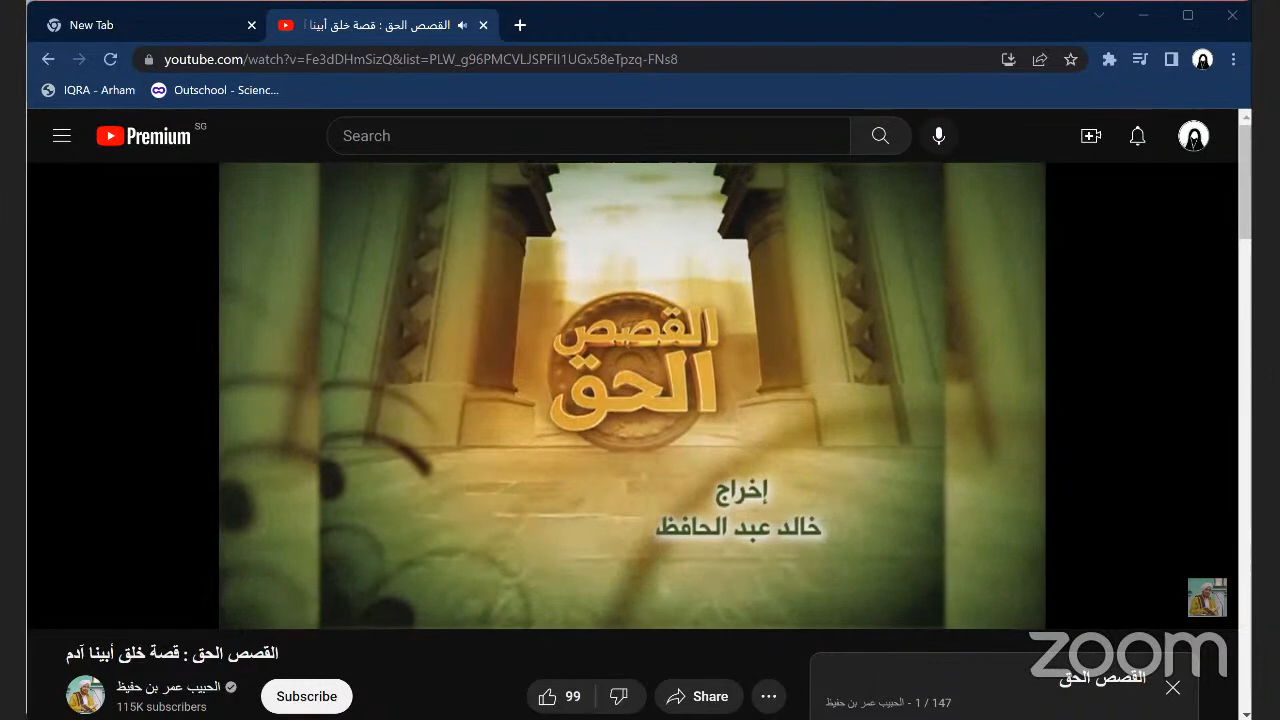 New Tab
القصص الحق : قصة خلق أبينا
youtube.com/watch?v=Fe3dDHmSizQ&list=PLW_g96PMCVLJSPFII1UGx58eTpzq-FNs8
IQRA - Arham
Outschool - Scienc...
Premium SG
Search
القصص
الحق
إخراج
خالد عبد الحافظ
القصص الحق : قصة خلق أبينا آدم
الحبيب عمر بن حفيظ
115K subscribers
Subscribe
99
Share
zoom
القصص الحق
الحبيب عمر بن حفيظ - 1 / 147